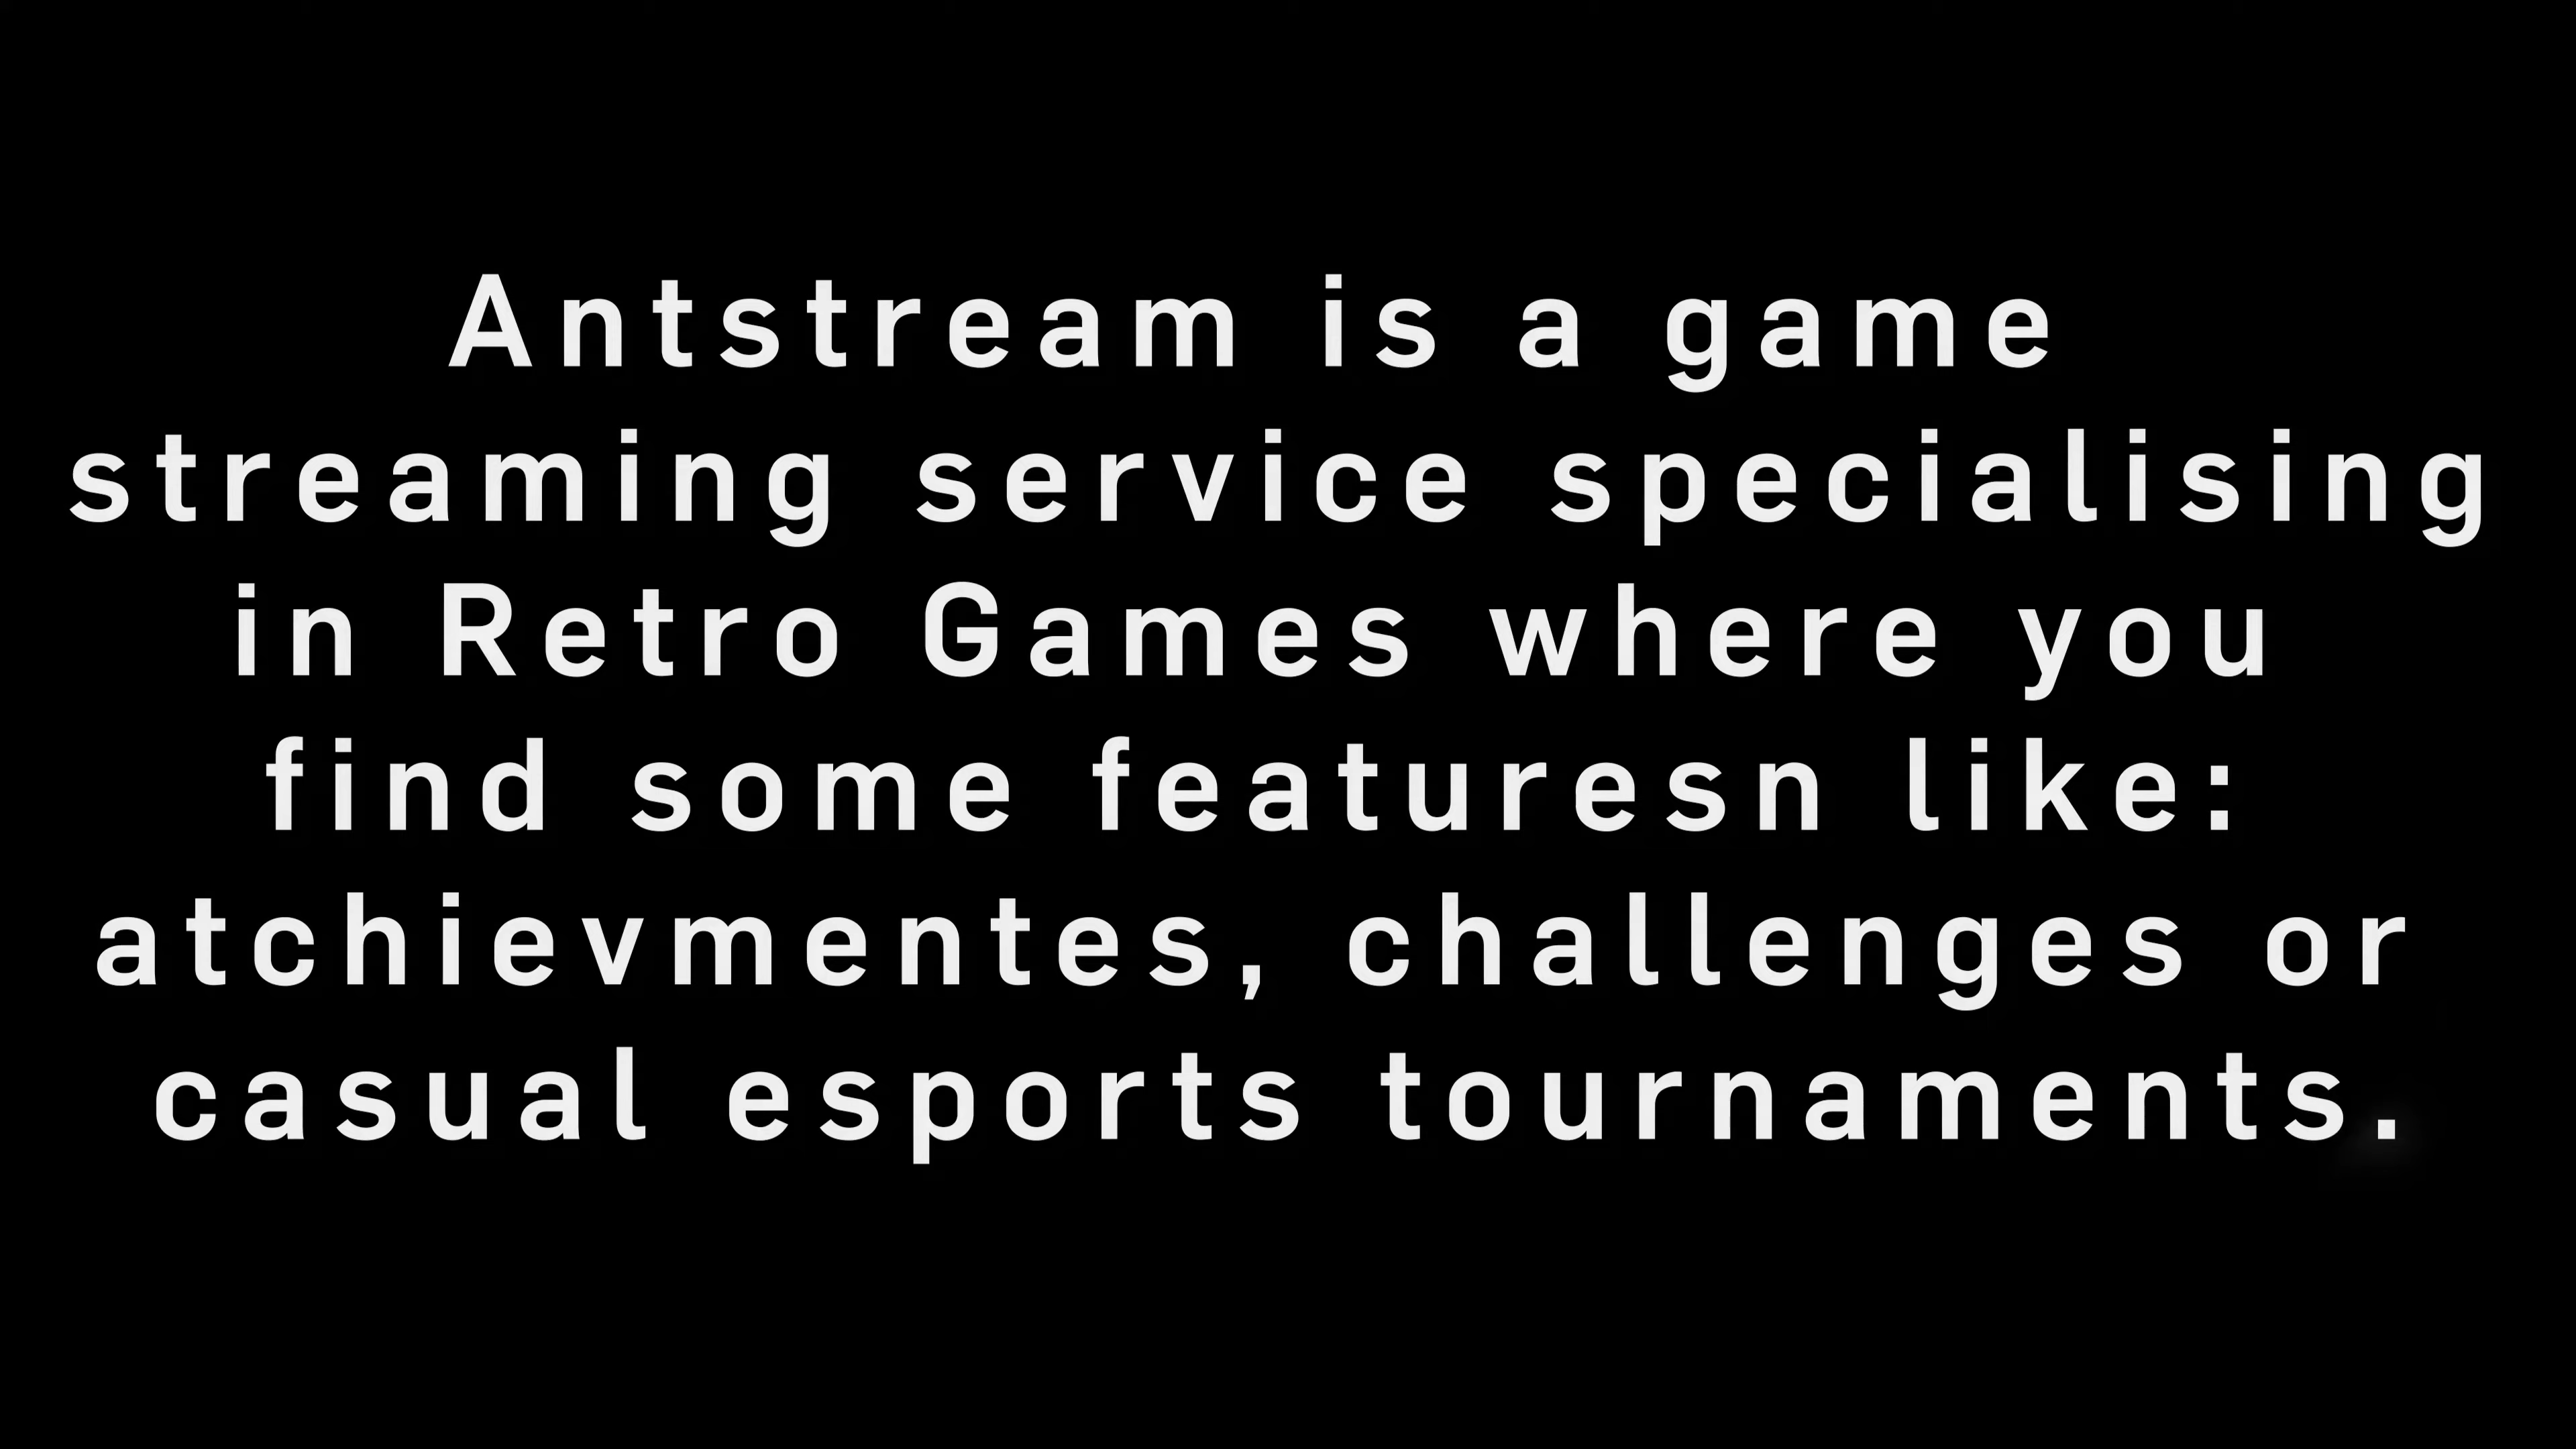 Antstream is a game
streaming service specialising
in Retro Games where you
find some featuresn like:
atchievmentes, challenges or
casual esports tournaments.